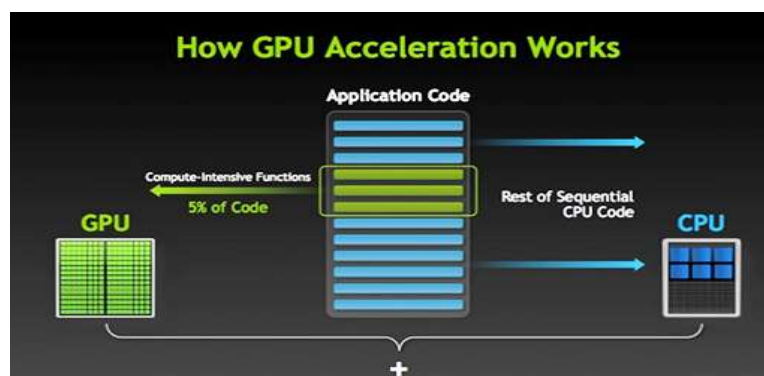 How GPU Acceleration Works
Application Code
Compute-Intensive Functions
5% of Code
Rest of Sequential
CPU Code
GPU
CPU
+